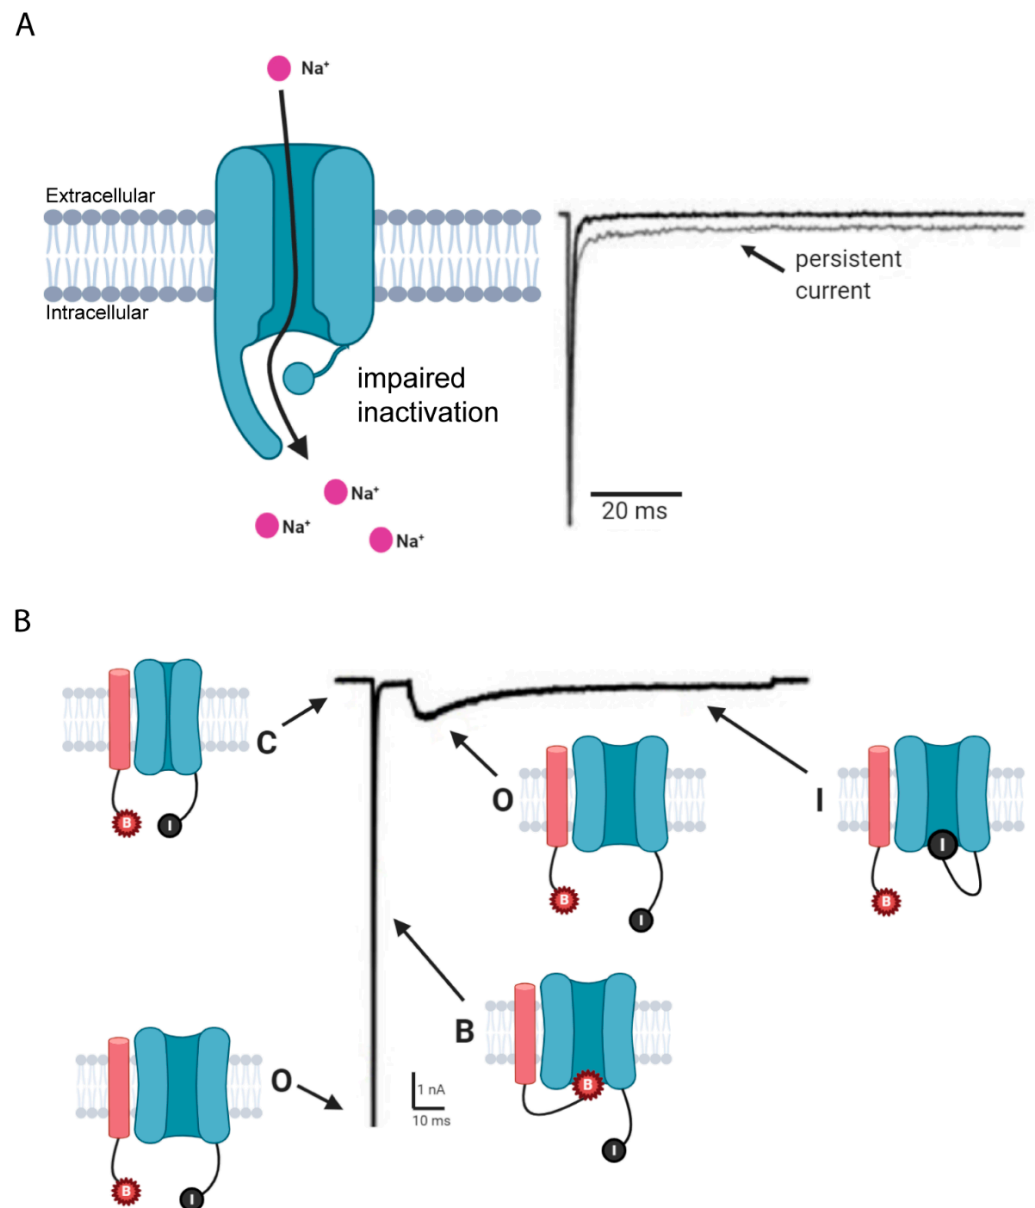 A
Na⁺
Extracellular
Intracellular
impaired
inactivation
persistent
current
20 ms
Na⁺
Na⁺
Na⁺
B
C
B
I
O
B
I
I
B
I
O
B
I
B
B
I
1 nA
10 ms
O
B
I